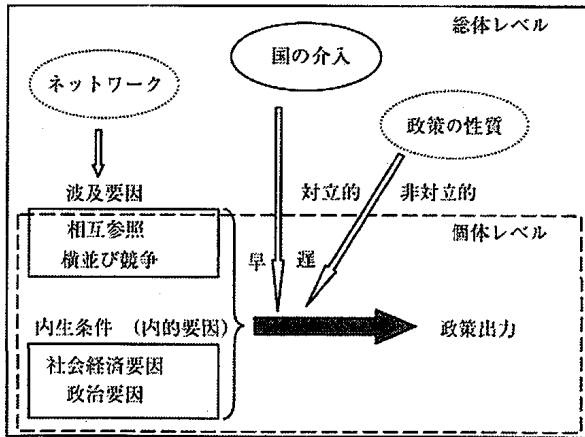 総体レベル
国の介入
ネットワーク
政策の性質
波及要因
対立的
非対立的
相互参照
横並び競争
個体レベル
早
遅
内生条件 (内的要因)
政策出力
社会経済要因
政治要因